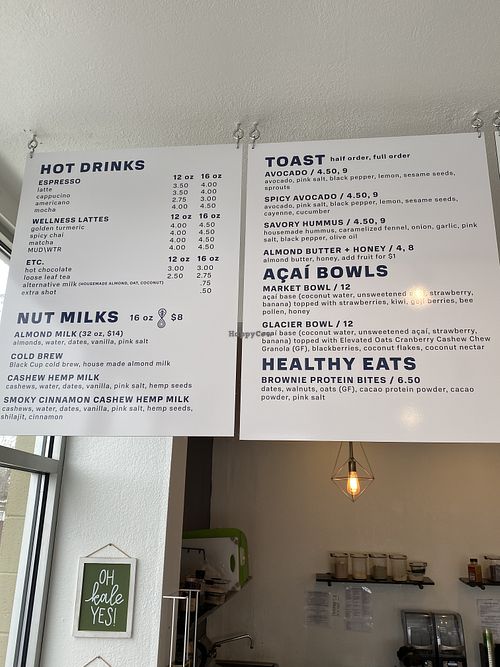 HOT DRINKS
12 oz 16 oz
ESPRESSO
latte 3.50 4.00
cappucino 3.50 4.00
americano 2.75 3.00
mocha 4.00 4.50
WELLNESS LATTES 12 oz 16 oz
golden turmeric 4.00 4.50
spicy chai 4.00 4.50
matcha 4.00 4.50
MUD\WTR 4.00 4.50
ETC. 12 oz 16 oz
hot chocolate 3.00 3.00
loose leaf tea 2.50 2.75
alternative milk (HOUSEMADE ALMOND, OAT, COCONUT) .75
extra shot .50
NUT MILKS 16 oz $8
ALMOND MILK (32 oz, $14)
almonds, water, dates, vanilla, pink salt
COLD BREW
Black Cup cold brew, house made almond milk
CASHEW HEMP MILK
cashews, water, dates, vanilla, pink salt, hemp seeds
SMOKY CINNAMON CASHEW HEMP MILK
cashews, water, dates, vanilla, pink salt, hemp seeds,
shilajit, cinnamon
TOAST half order, full order
AVOCADO / 4.50, 9
avocado, pink salt, black pepper, lemon, sesame seeds,
sprouts
SPICY AVOCADO / 4.50, 9
avocado, pink salt, black pepper, lemon, sesame seeds,
cayenne, cucumber
SAVORY HUMMUS / 4.50, 9
housemade hummus, caramelized fennel, onion, garlic, pink
salt, black pepper, olive oil
ALMOND BUTTER + HONEY / 4, 8
almond butter, honey, add fruit for $1
AÇAÍ BOWLS
MARKET BOWL / 12
açaí base (coconut water, unsweetened açaí, strawberry,
banana) topped with strawberries, kiwi, goji berries, bee
pollen, honey
GLACIER BOWL / 12
açaí base (coconut water, unsweetened açaí, strawberry,
banana) topped with Elevated Oats Cranberry Cashew Chew
Granola (GF), blackberries, coconut flakes, coconut nectar
HEALTHY EATS
BROWNIE PROTEIN BITES / 6.50
dates, walnuts, oats (GF), cacao protein powder, cacao
powder, pink salt
HappyCow
OH
kale
YES!